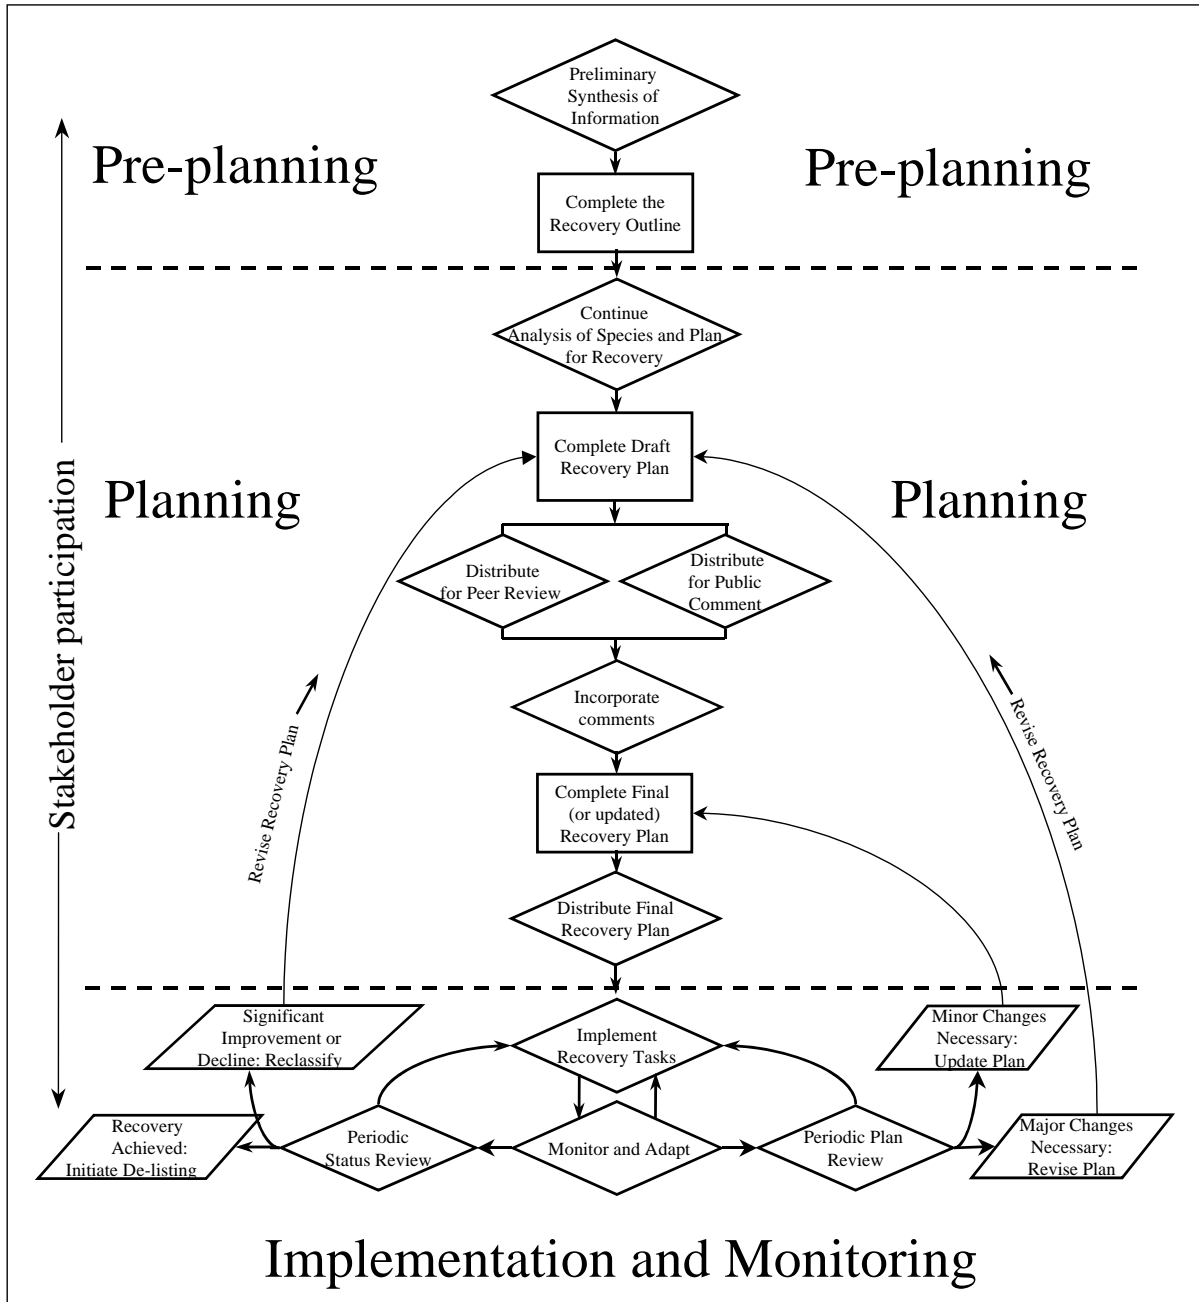 Preliminary
Synthesis of
Information
Pre-planning
Pre-planning
Complete the
Recovery Outline
Continue
Analysis of Species and Plan
for Recovery
Complete Draft
Recovery Plan
Planning
Planning
Stakeholder participation
Distribute
for Peer Review
Distribute
for Public
Comment
Incorporate
comments
Revise Recovery Plan
Revise Recovery Plan
Complete Final
(or updated)
Recovery Plan
Distribute Final
Recovery Plan
Significant
Improvement or
Decline: Reclassify
Implement
Recovery Tasks
Minor Changes
Necessary:
Update Plan
Recovery
Achieved:
Initiate De-listing
Periodic
Status Review
Monitor and Adapt
Periodic Plan
Review
Major Changes
Necessary:
Revise Plan
Implementation and Monitoring